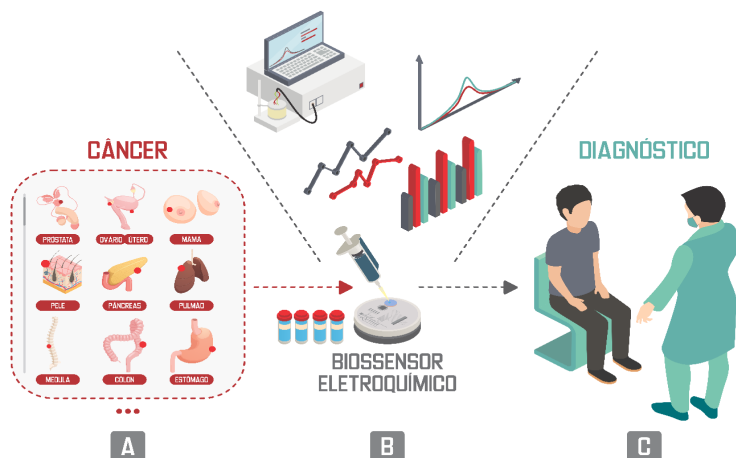 CÂNCER
PRÓSTATA
OVÁRIO ÚTERO
MAMA
PELE
PÂNCREAS
PULMÃO
MEDULA
CÓLON
ESTÔMAGO
A
BIOSSENSOR
ELETROQUÍMICO
B
DIAGNÓSTICO
C